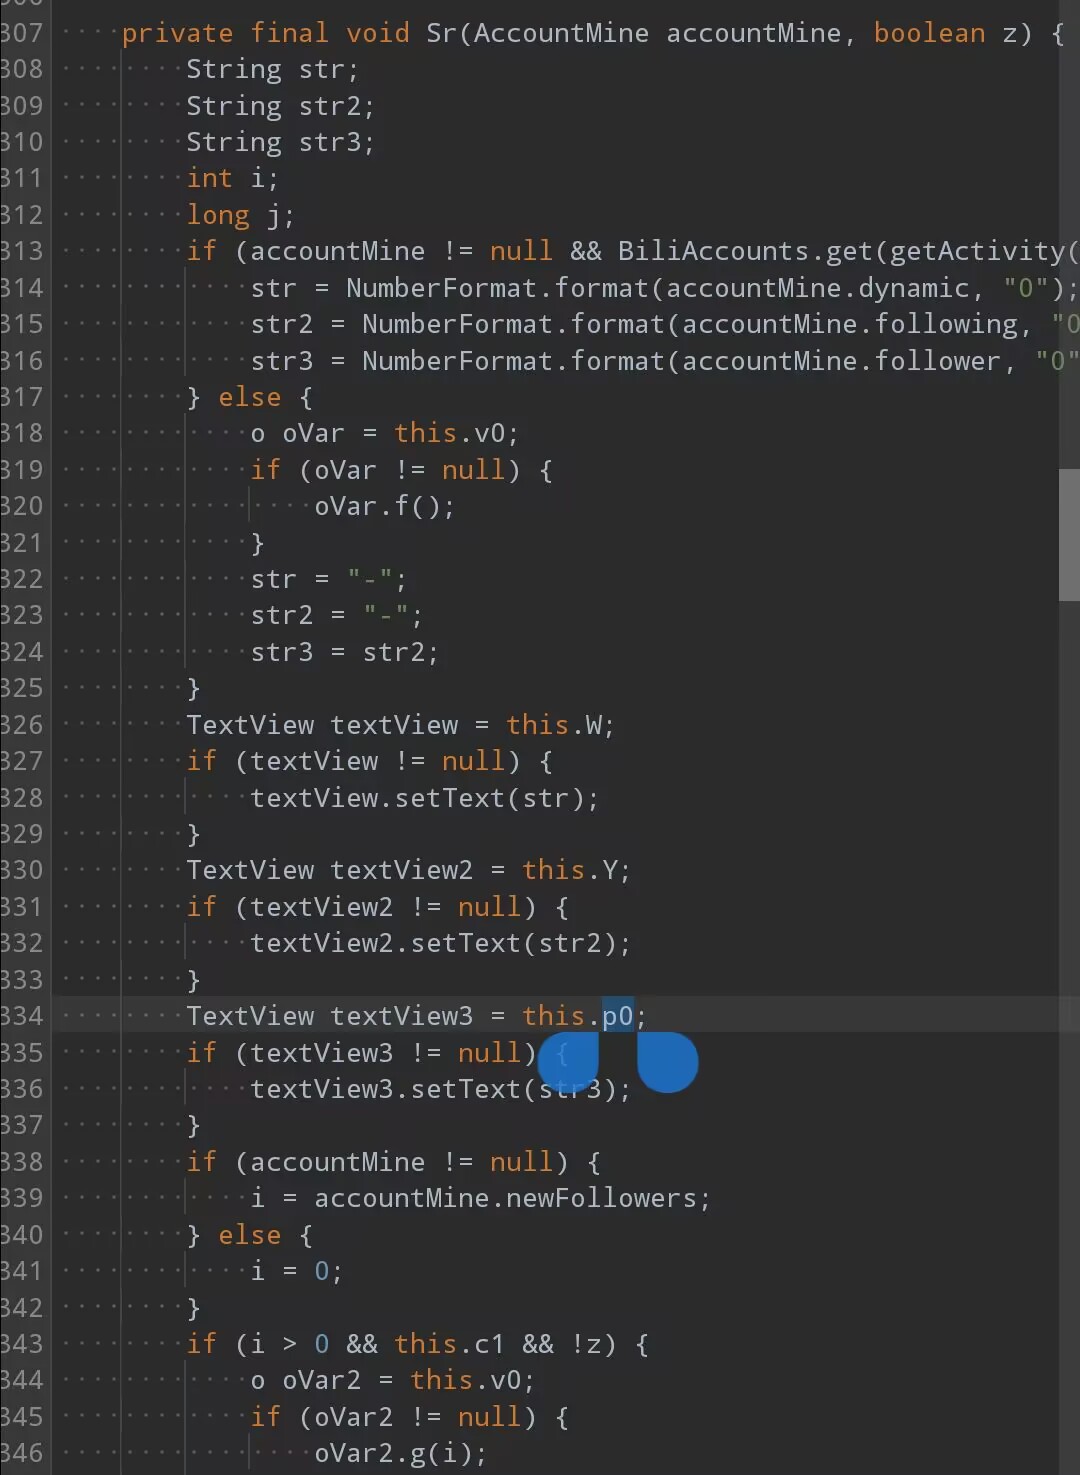 307 private final void Sr(AccountMine accountMine, boolean z) {
308 String str;
309 String str2;
310 String str3;
311 int i;
312 long j;
313 if (accountMine != null && BiliAccounts.get(getActivity(
314 str = NumberFormat.format(accountMine.dynamic, "0");
315 str2 = NumberFormat.format(accountMine.following, "0
316 str3 = NumberFormat.format(accountMine.follower, "0"
317 } else {
318 o oVar = this.v0;
319 if (oVar != null) {
320 oVar.f();
321 }
322 str = "-";
323 str2 = "-";
324 str3 = str2;
325 }
326 TextView textView = this.W;
327 if (textView != null) {
328 textView.setText(str);
329 }
330 TextView textView2 = this.Y;
331 if (textView2 != null) {
332 textView2.setText(str2);
333 }
334 TextView textView3 = this.p0;
335 if (textView3 != null) {
336 textView3.setText(str3);
337 }
338 if (accountMine != null) {
339 i = accountMine.newFollowers;
340 } else {
341 i = 0;
342 }
343 if (i > 0 && this.c1 && !z) {
344 o oVar2 = this.v0;
345 if (oVar2 != null) {
346 oVar2.g(i);